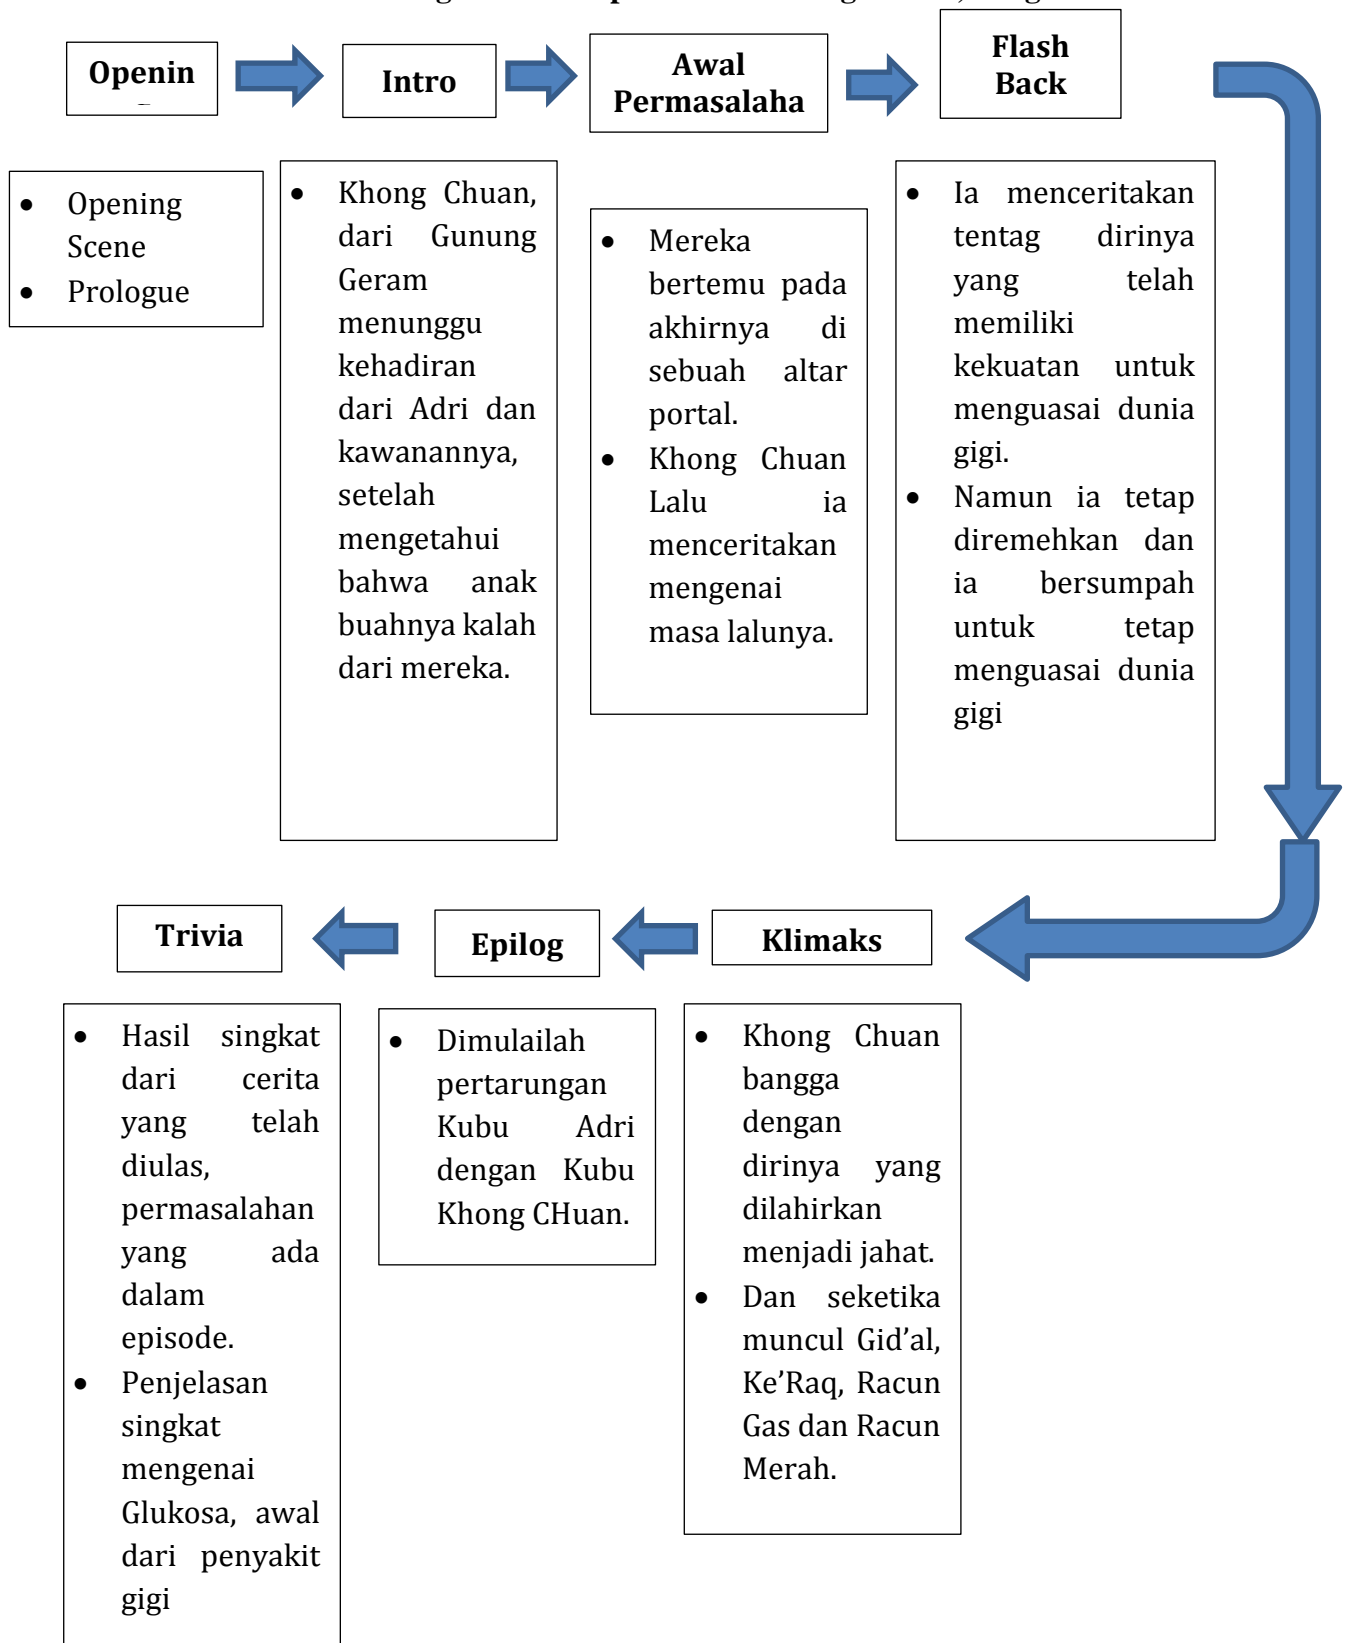 Openin
Intro
Awal
Permasalaha
Flash
Back
• Opening
Scene
• Prologue
• Khong Chuan,
dari Gunung
Geram
menunggu
kehadiran
dari Adri dan
kawanannya,
setelah
mengetahui
bahwa anak
buahnya kalah
dari mereka.
• Mereka
bertemu pada
akhirnya di
sebuah altar
portal.
• Khong Chuan
Lalu ia
menceritakan
mengenai
masa lalunya.
• Ia menceritakan
tentag dirinya
yang telah
memiliki
kekuatan untuk
menguasai dunia
gigi.
• Namun ia tetap
diremehkan dan
ia bersumpah
untuk tetap
menguasai dunia
gigi
Trivia
Epilog
Klimaks
• Hasil singkat
dari cerita
yang telah
diulas,
permasalahan
yang ada
dalam
episode.
• Penjelasan
singkat
mengenai
Glukosa, awal
dari penyakit
gigi
• Dimulailah
pertarungan
Kubu Adri
dengan Kubu
Khong CHuan.
• Khong Chuan
bangga
dengan
dirinya yang
dilahirkan
menjadi jahat.
• Dan seketika
muncul Gid’al,
Ke’Raq, Racun
Gas dan Racun
Merah.